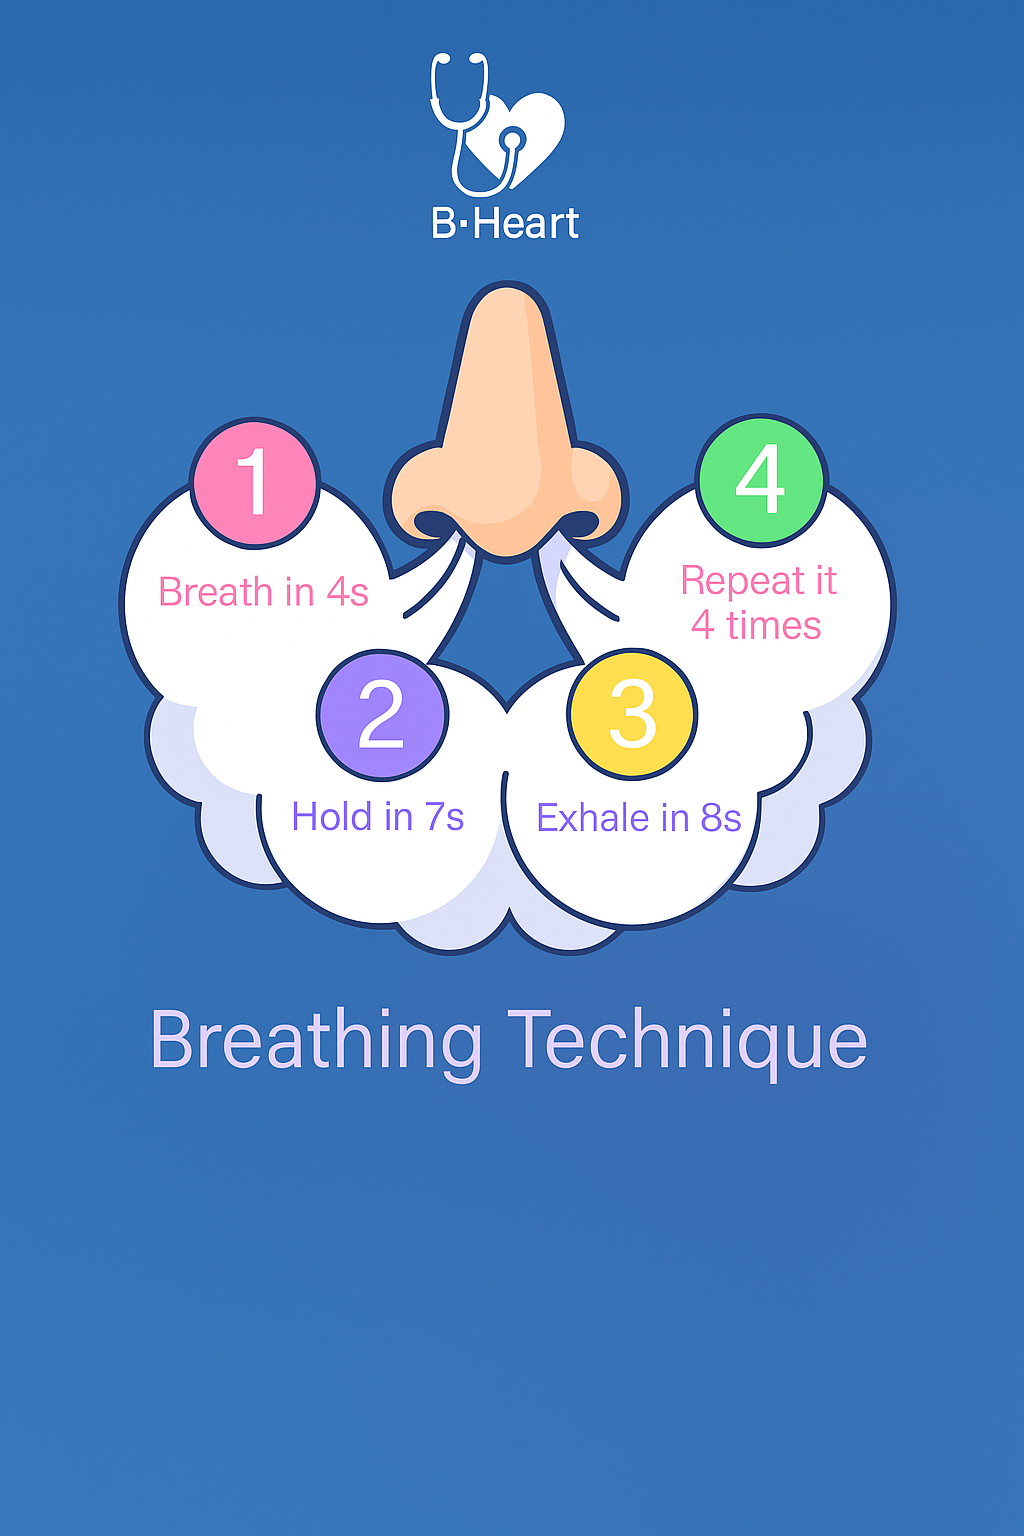 B·Heart
1
Breath in 4s
2
Hold in 7s
3
Exhale in 8s
4
Repeat it
4 times
Breathing Technique